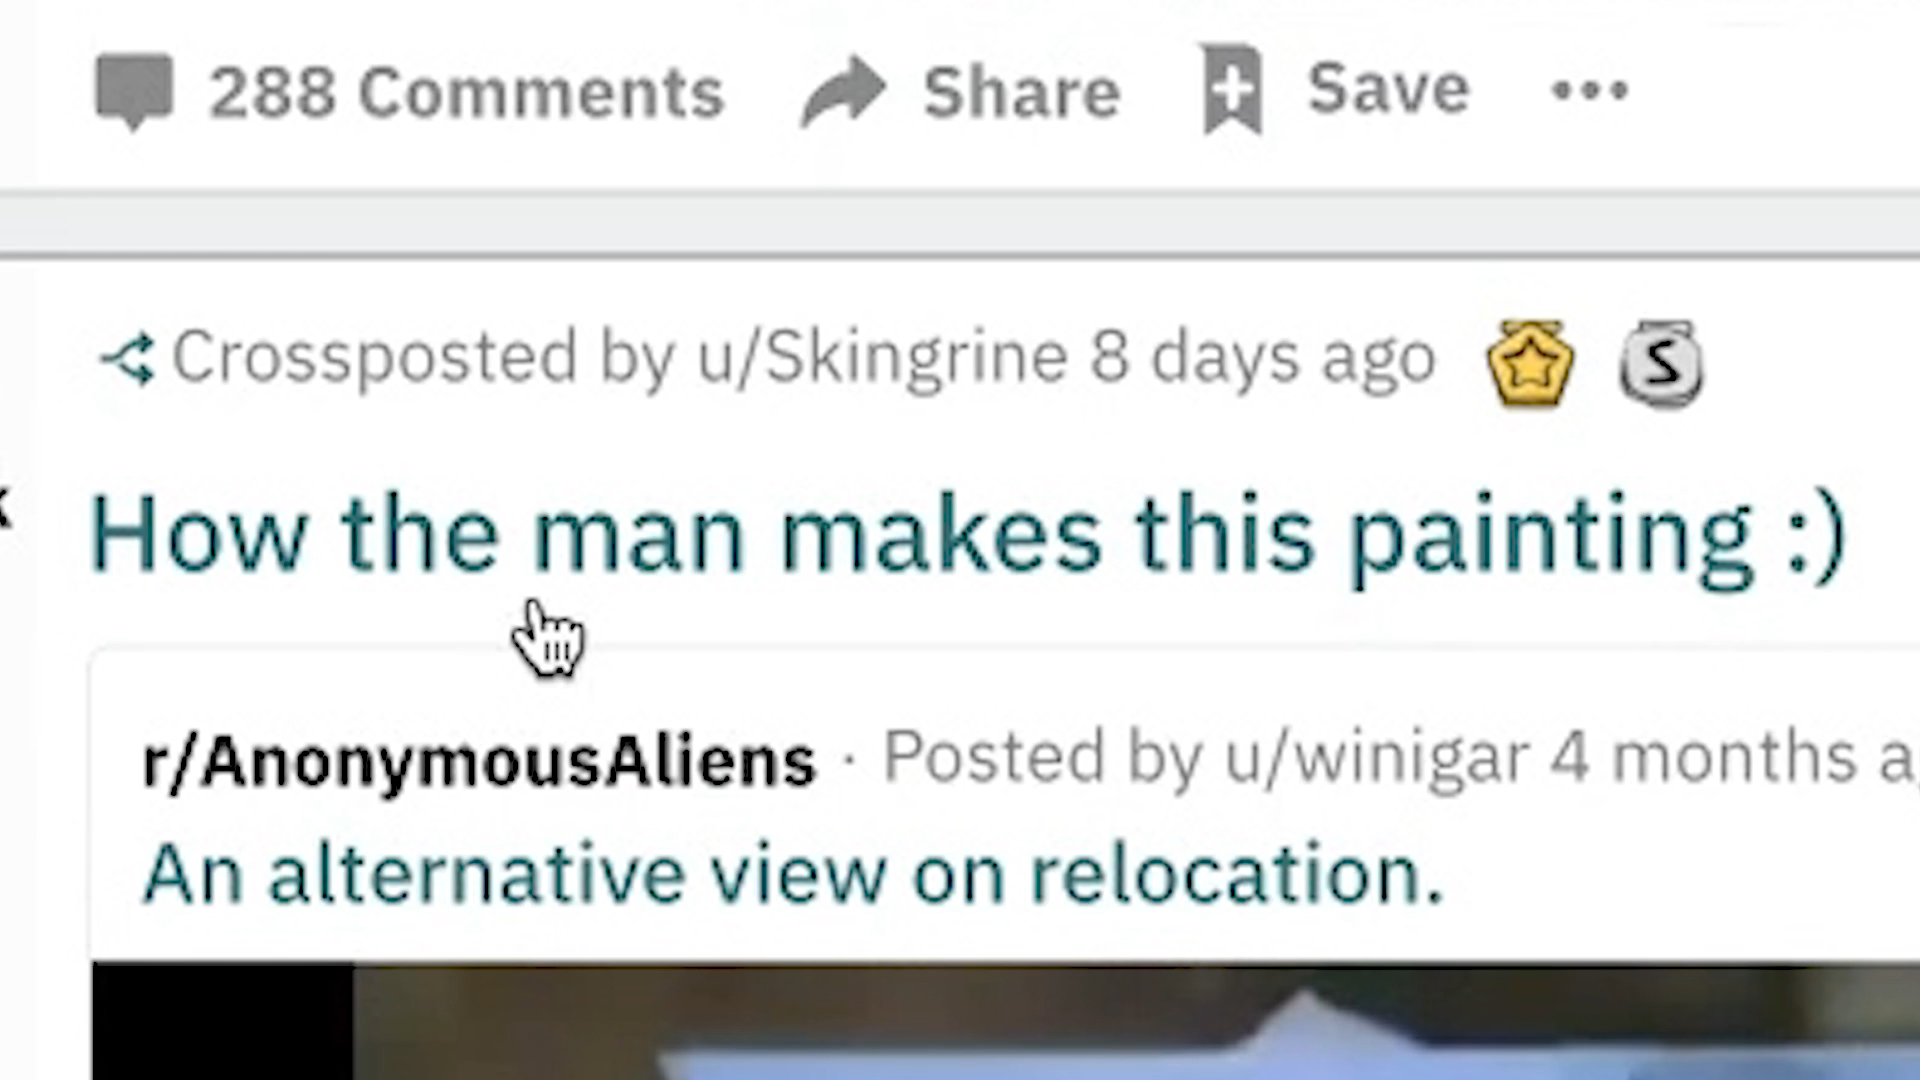 288 Comments Share Save •••
Crossposted by u/Skingrine 8 days ago
How the man makes this painting :)
r/AnonymousAliens · Posted by u/winigar 4 months
An alternative view on relocation.